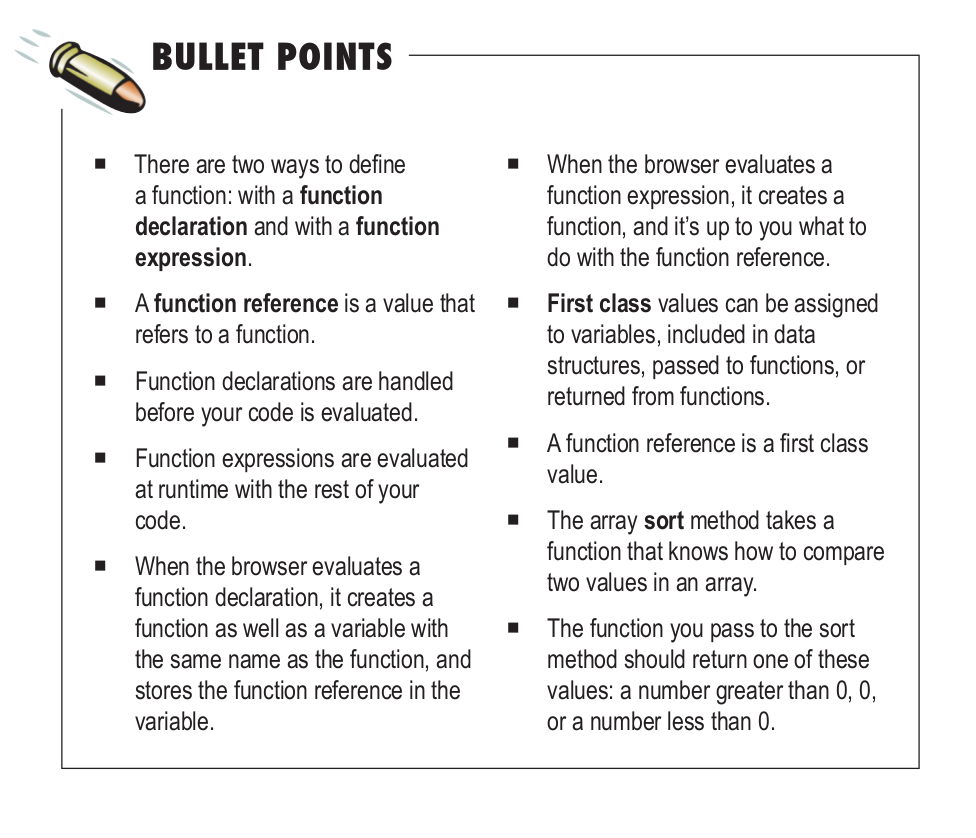 BULLET POINTS
■ There are two ways to define
a function: with a function
declaration and with a function
expression.
■ A function reference is a value that
refers to a function.
■ Function declarations are handled
before your code is evaluated.
■ Function expressions are evaluated
at runtime with the rest of your
code.
■ When the browser evaluates a
function declaration, it creates a
function as well as a variable with
the same name as the function, and
stores the function reference in the
variable.
■ When the browser evaluates a
function expression, it creates a
function, and it’s up to you what to
do with the function reference.
■ First class values can be assigned
to variables, included in data
structures, passed to functions, or
returned from functions.
■ A function reference is a first class
value.
■ The array sort method takes a
function that knows how to compare
two values in an array.
■ The function you pass to the sort
method should return one of these
values: a number greater than 0, 0,
or a number less than 0.